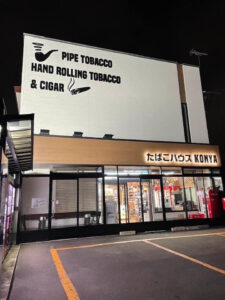 PIPE TOBACCO
HAND ROLLING TOBACCO
& CIGAR
たばこハウス KONYA